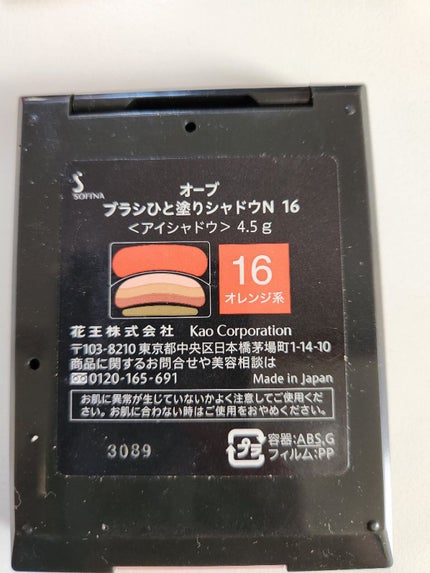 SOFINA
オーブ
ブラシひと塗りシャドウN 16
＜アイシャドウ＞ 4.5 g
16
オレンジ系
花王株式会社 Kao Corporation
〒103-8210 東京都中央区日本橋茅場町1-14-10
商品に関するお問合せや美容相談は
0120-165-691 Made in Japan
お肌に異常が生じていないかよく注意してご使用くだ
さい。お肌に合わない時はご使用をおやめください。
3089
プラ
容器:ABS,G
フィルム:PP